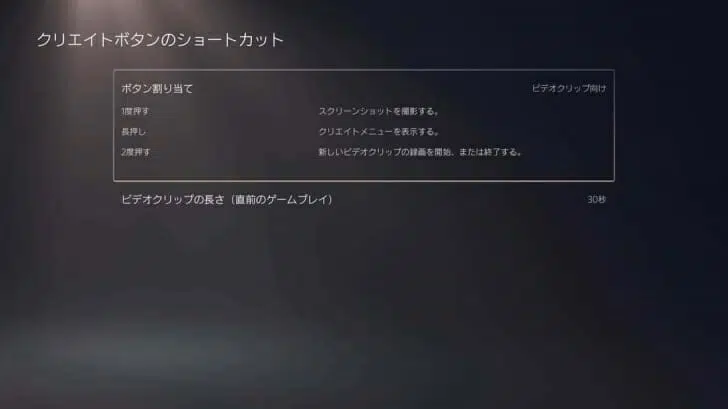 クリエイトボタンのショートカット
ボタン割り当て ビデオクリップ向け
1度押す スクリーンショットを撮影する。
長押し クリエイトメニューを表示する。
2度押す 新しいビデオクリップの録画を開始、または終了する。
ビデオクリップの長さ（直前のゲームプレイ） 30秒